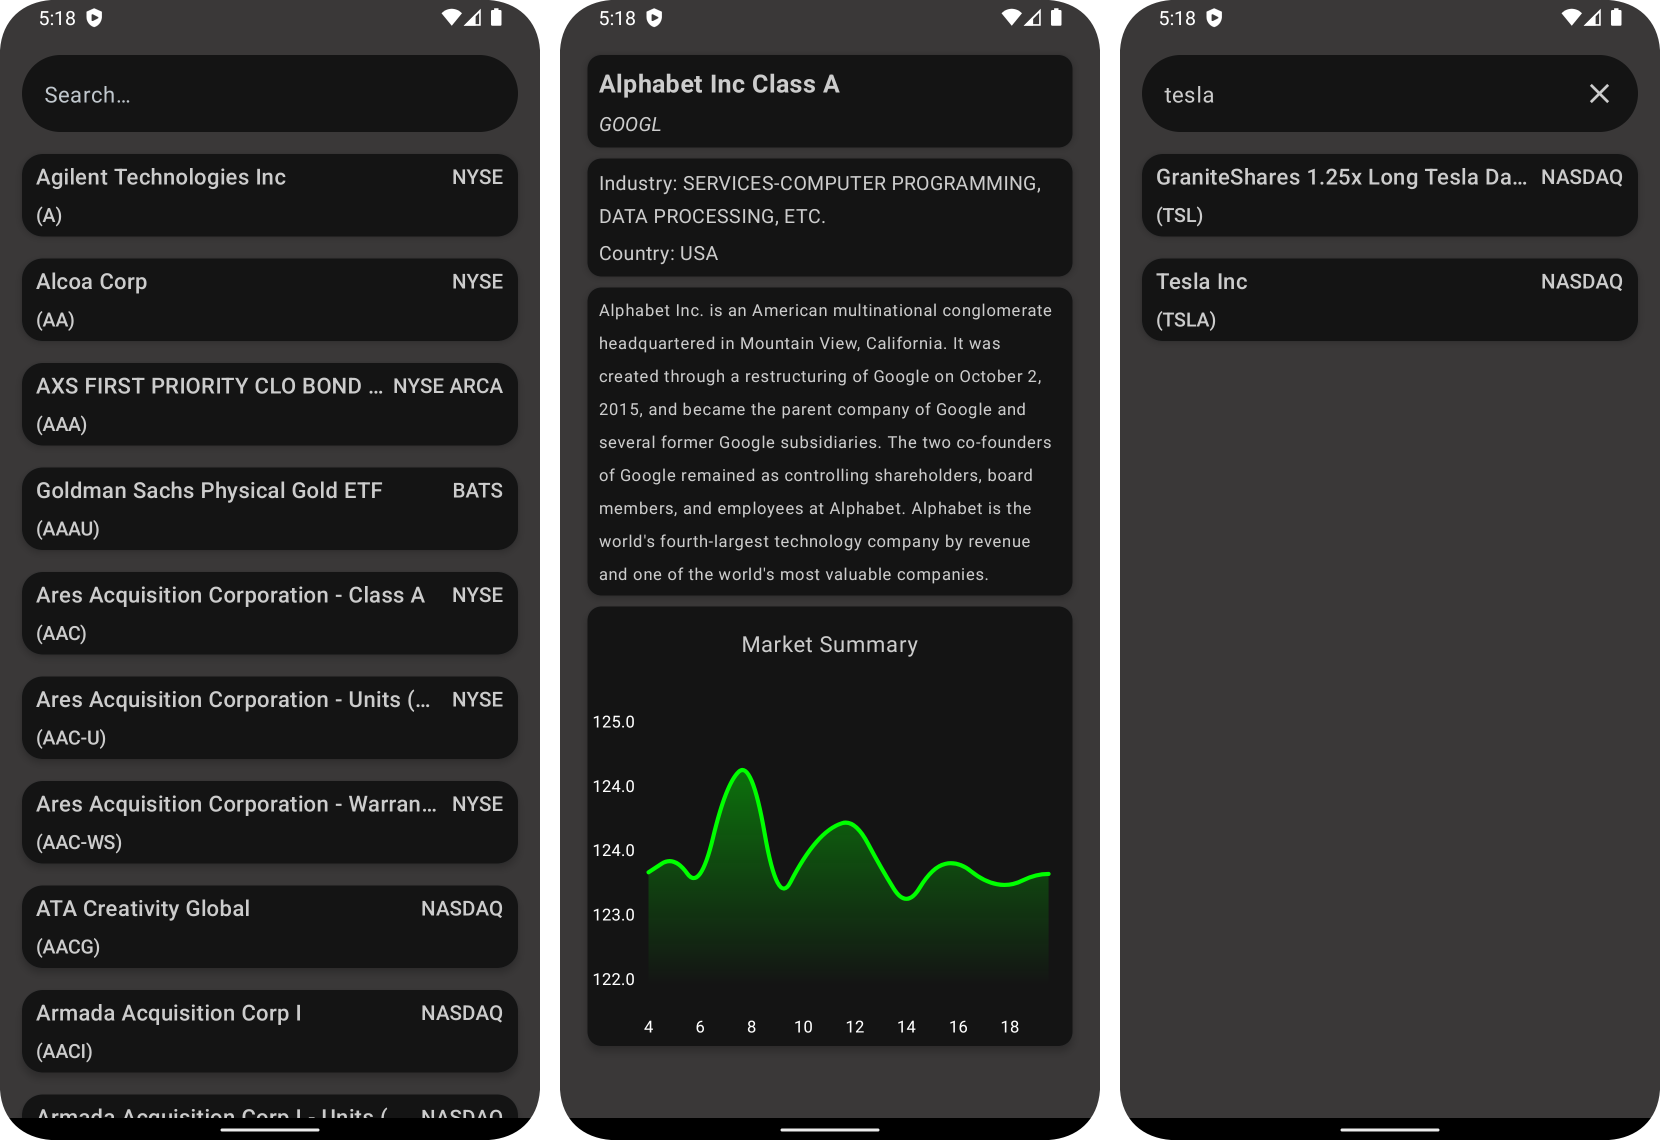 5:18
Search...
Agilent Technologies Inc NYSE
(A)
Alcoa Corp NYSE
(AA)
AXS FIRST PRIORITY CLO BOND ... NYSE ARCA
(AAA)
Goldman Sachs Physical Gold ETF BATS
(AAAU)
Ares Acquisition Corporation - Class A NYSE
(AAC)
Ares Acquisition Corporation - Units (... NYSE
(AAC-U)
Ares Acquisition Corporation - Warran... NYSE
(AAC-WS)
ATA Creativity Global NASDAQ
(AACG)
Armada Acquisition Corp I NASDAQ
(AACI)
Armada Acquisition Corp I - Units (... NASDAQ
5:18
Alphabet Inc Class A
GOOGL
Industry: SERVICES-COMPUTER PROGRAMMING,
DATA PROCESSING, ETC.
Country: USA
Alphabet Inc. is an American multinational conglomerate
headquartered in Mountain View, California. It was
created through a restructuring of Google on October 2,
2015, and became the parent company of Google and
several former Google subsidiaries. The two co-founders
of Google remained as controlling shareholders, board
members, and employees at Alphabet. Alphabet is the
world's fourth-largest technology company by revenue
and one of the world's most valuable companies.
Market Summary
125.0
124.0
124.0
123.0
122.0
4 6 8 10 12 14 16 18
5:18
tesla
GraniteShares 1.25x Long Tesla Da... NASDAQ
(TSL)
Tesla Inc NASDAQ
(TSLA)